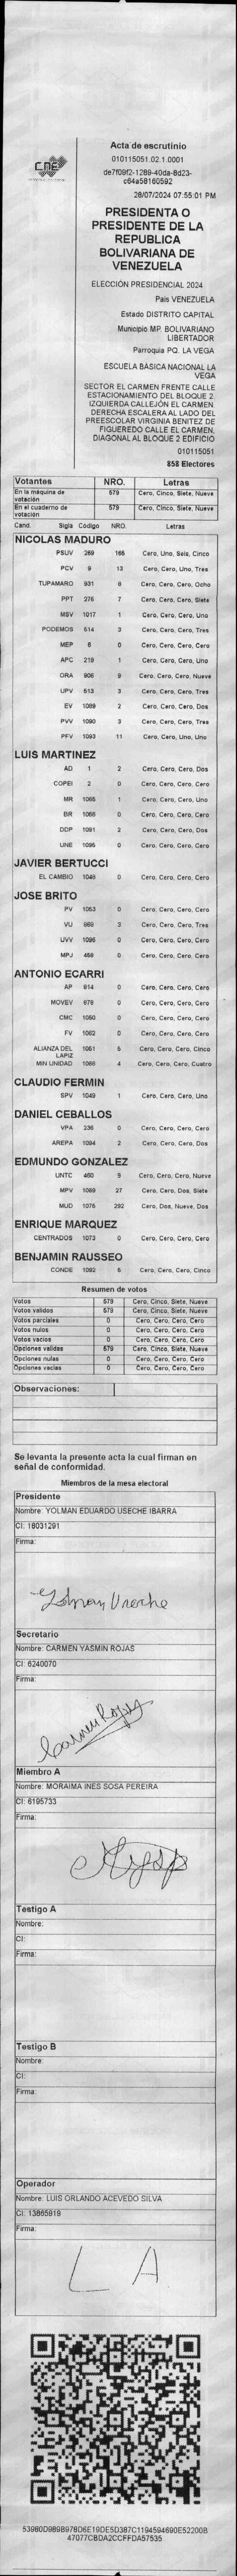 CNE
Acta de escrutinio
010115051.02.1.0001
de7f09f2-1289-40da-8d23-
c64a58160592
28/07/2024 07:55:01 PM
PRESIDENTA O
PRESIDENTE DE LA
REPUBLICA
BOLIVARIANA DE
VENEZUELA
ELECCIÓN PRESIDENCIAL 2024
País VENEZUELA
Estado DISTRITO CAPITAL
Municipio MP. BOLIVARIANO
LIBERTADOR
Parroquia PQ. LA VEGA
ESCUELA BÁSICA NACIONAL LA
VEGA
SECTOR EL CARMEN FRENTE CALLE
ESTACIONAMIENTO DEL BLOQUE 2.
IZQUIERDA CALLEJÓN EL CARMEN.
DERECHA ESCALERA AL LADO DEL
PREESCOLAR VIRGINIA BENITEZ DE
FIGUEREDO CALLE EL CARMEN,
DIAGONAL AL BLOQUE 2 EDIFICIO
010115051
858 Electores
Votantes NRO. Letras
En la máquina de votación 579 Cero, Cinco, Siete, Nueve
En el cuaderno de votación 579 Cero, Cinco, Siete, Nueve
Cand. Sigla Código NRO. Letras
NICOLAS MADURO
PSUV 269 165 Cero, Uno, Seis, Cinco
PCV 9 13 Cero, Cero, Uno, Tres
TUPAMARO 931 8 Cero, Cero, Cero, Ocho
PPT 276 7 Cero, Cero, Cero, Siete
MSV 1017 1 Cero, Cero, Cero, Uno
PODEMOS 514 3 Cero, Cero, Cero, Tres
MEP 6 0 Cero, Cero, Cero, Cero
APC 219 1 Cero, Cero, Cero, Uno
ORA 906 9 Cero, Cero, Cero, Nueve
UPV 513 3 Cero, Cero, Cero, Tres
EV 1089 2 Cero, Cero, Cero, Dos
PVV 1090 3 Cero, Cero, Cero, Tres
PFV 1093 11 Cero, Cero, Uno, Uno
LUIS MARTINEZ
AD 1 2 Cero, Cero, Cero, Dos
COPEI 2 0 Cero, Cero, Cero, Cero
MR 1065 1 Cero, Cero, Cero, Uno
BR 1066 0 Cero, Cero, Cero, Cero
DDP 1091 2 Cero, Cero, Cero, Dos
UNE 1095 0 Cero, Cero, Cero, Cero
JAVIER BERTUCCI
EL CAMBIO 1048 0 Cero, Cero, Cero, Cero
JOSE BRITO
PV 1053 0 Cero, Cero, Cero, Cero
VU 868 3 Cero, Cero, Cero, Tres
UVV 1096 0 Cero, Cero, Cero, Cero
MPJ 458 0 Cero, Cero, Cero, Cero
ANTONIO ECARRI
AP 814 0 Cero, Cero, Cero, Cero
MOVEV 878 0 Cero, Cero, Cero, Cero
CMC 1050 0 Cero, Cero, Cero, Cero
FV 1062 0 Cero, Cero, Cero, Cero
ALIANZA DEL LAPIZ 1051 5 Cero, Cero, Cero, Cinco
MIN UNIDAD 1088 4 Cero, Cero, Cero, Cuatro
CLAUDIO FERMIN
SPV 1049 1 Cero, Cero, Cero, Uno
DANIEL CEBALLOS
VPA 236 0 Cero, Cero, Cero, Cero
AREPA 1094 2 Cero, Cero, Cero, Dos
EDMUNDO GONZALEZ
UNTC 460 9 Cero, Cero, Cero, Nueve
MPV 1069 27 Cero, Cero, Dos, Siete
MUD 1075 292 Cero, Dos, Nueve, Dos
ENRIQUE MARQUEZ
CENTRADOS 1073 0 Cero, Cero, Cero, Cero
BENJAMIN RAUSSEO
CONDE 1092 5 Cero, Cero, Cero, Cinco
Resumen de votos
Votos 579 Cero, Cinco, Siete, Nueve
Votos validos 579 Cero, Cinco, Siete, Nueve
Votos parciales 0 Cero, Cero, Cero, Cero
Votos nulos 0 Cero, Cero, Cero, Cero
Votos vacios 0 Cero, Cero, Cero, Cero
Opciones validas 579 Cero, Cinco, Siete, Nueve
Opciones nulas 0 Cero, Cero, Cero, Cero
Opciones vacias 0 Cero, Cero, Cero, Cero
Observaciones:
Se levanta la presente acta la cual firman en
señal de conformidad.
Miembros de la mesa electoral
Presidente
Nombre: YOLMAN EDUARDO USECHE IBARRA
CI: 18031291
Firma:
Yolman Useche
Secretario
Nombre: CARMEN YASMIN ROJAS
CI: 6240070
Firma:
Carmen Rojas
Miembro A
Nombre: MORAIMA INES SOSA PEREIRA
CI: 6195733
Firma:
Testigo A
Nombre:
CI:
Firma:
Testigo B
Nombre:
CI:
Firma:
Operador
Nombre: LUIS ORLANDO ACEVEDO SILVA
CI: 13865919
Firma:
L A
53980D989B978D6E19DE5D387C1194594690E52200B
47077CBDA2CCFFDA57535